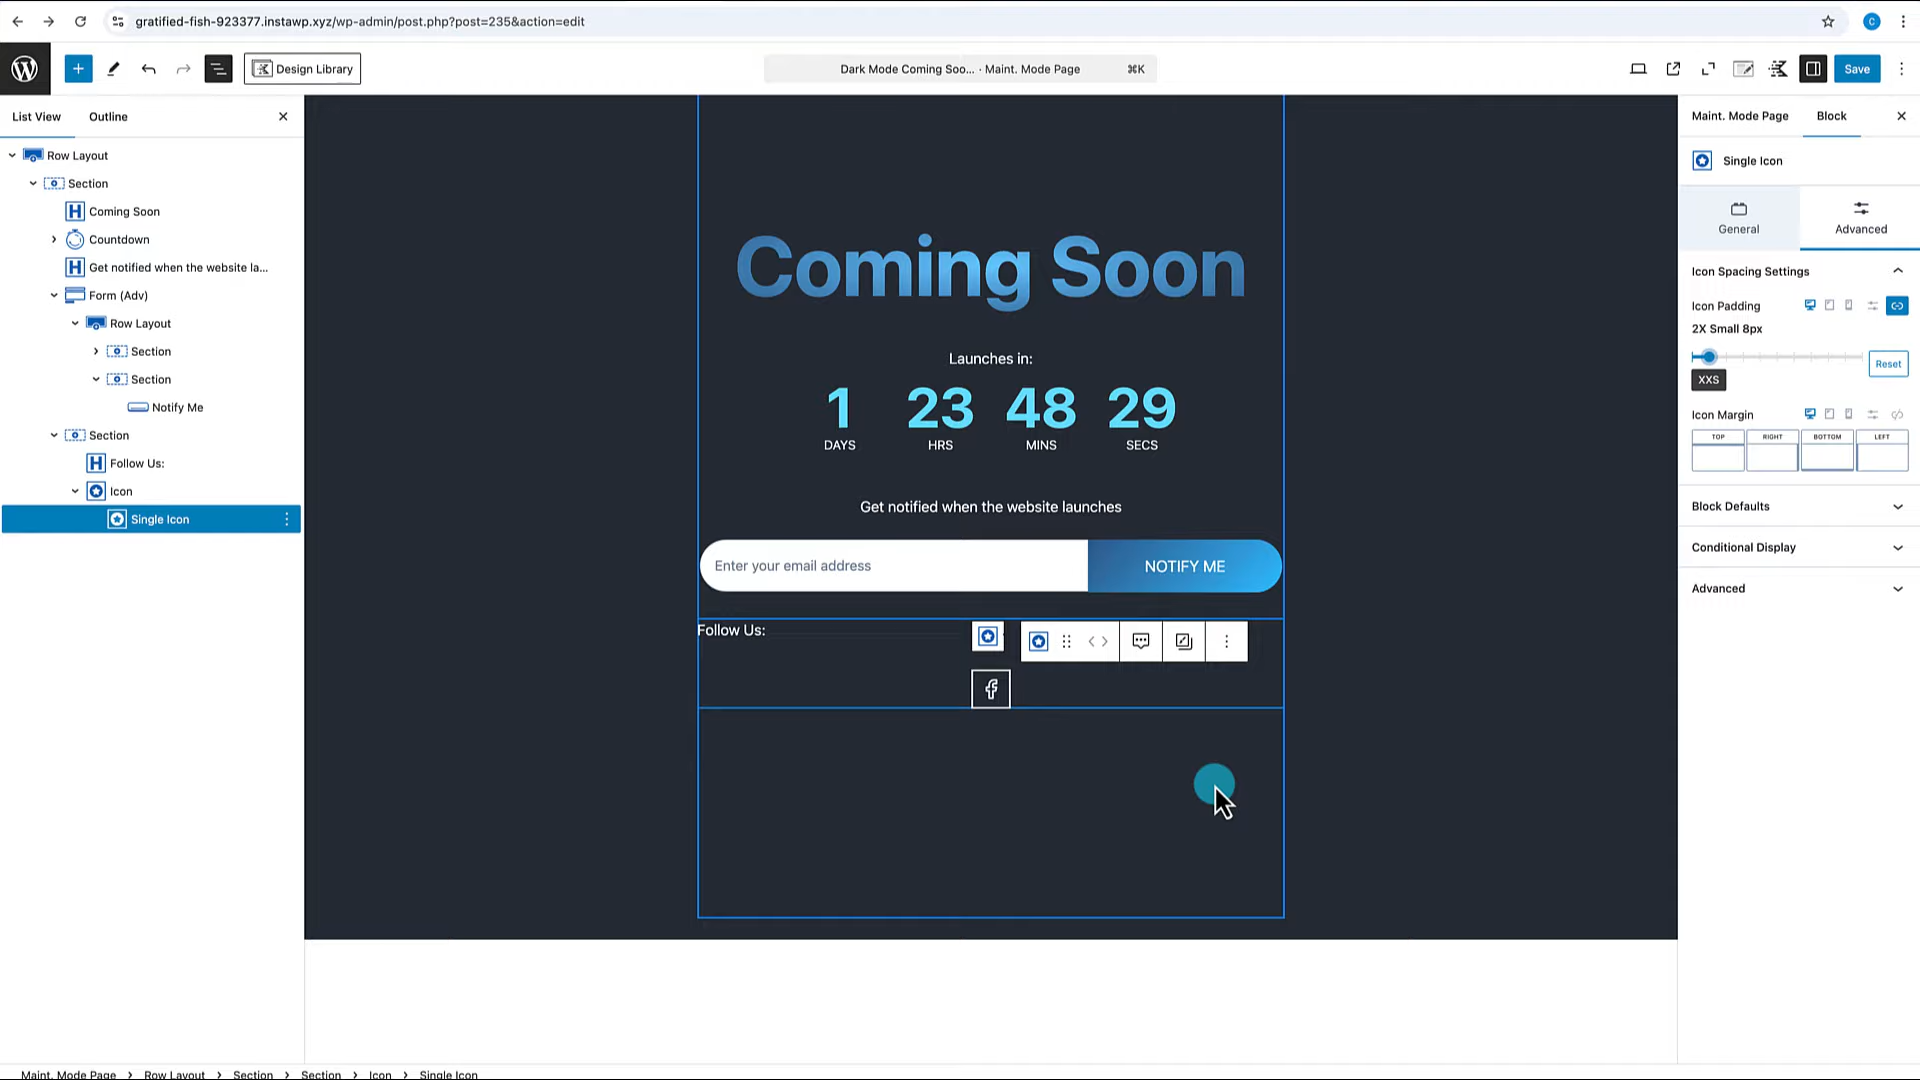 gratified-fish-923377.instawp.xyz/wp-admin/post.php?post=235&action=edit
C
Design Library
Dark Mode Coming Soo... · Maint. Mode Page
⌘K
Save
List View
Outline
Row Layout
Section
Coming Soon
Countdown
Get notified when the website la...
Form (Adv)
Row Layout
Section
Section
Notify Me
Section
Follow Us:
Icon
Single Icon
Coming Soon
Launches in:
1 23 48 29
DAYS HRS MINS SECS
Get notified when the website launches
Enter your email address
NOTIFY ME
Follow Us:
Maint. Mode Page
Block
Single Icon
General
Advanced
Icon Spacing Settings
Icon Padding
2X Small 8px
Reset
XXS
Icon Margin
TOP RIGHT BOTTOM LEFT
Block Defaults
Conditional Display
Advanced
Maint. Mode Page > Row Layout > Section > Section > Icon > Single Icon